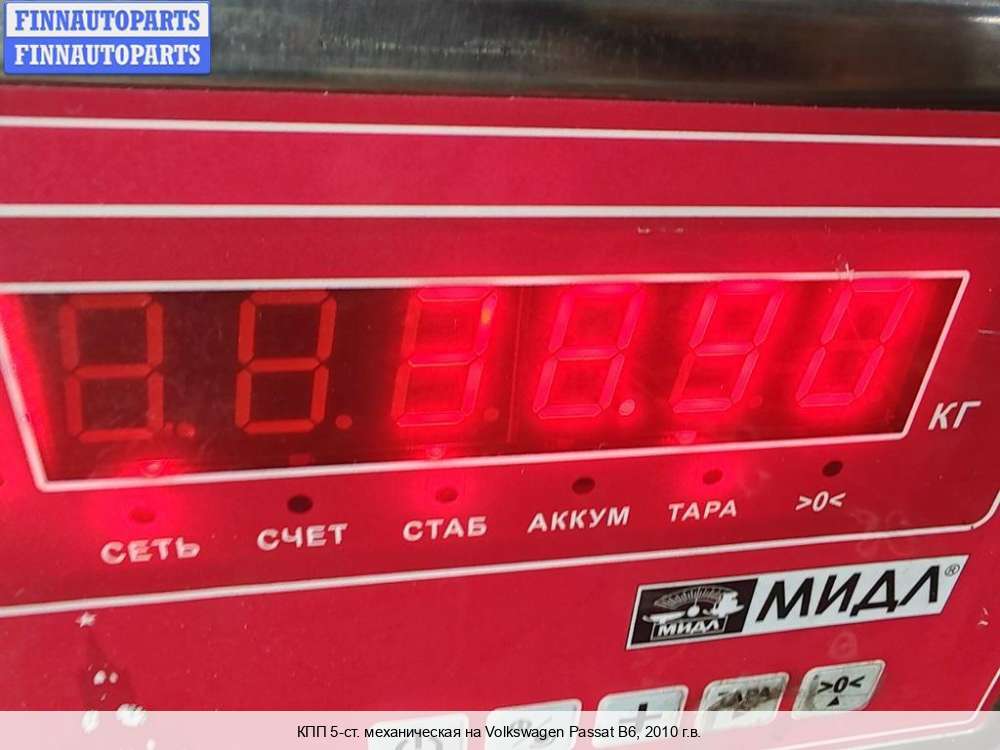 FINNAUTOPARTS
FINNAUTOPARTS
КГ
СЕТЬ СЧЕТ СТАБ АККУМ ТАРА >0<
МИДЛ МИДЛ®
ТАРА >0<
КПП 5-ст. механическая на Volkswagen Passat B6, 2010 г.в.